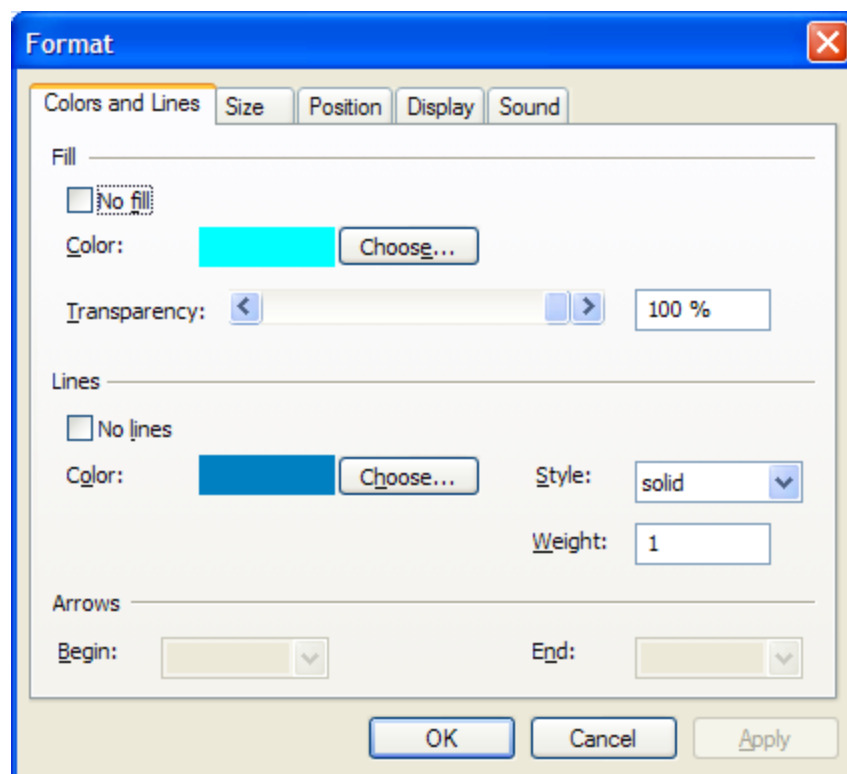 Format
Colors and Lines Size Position Display Sound
Fill
No fill
Color: Choose...
Transparency: 100 %
Lines
No lines
Color: Choose... Style: solid
Weight: 1
Arrows
Begin: End:
OK Cancel Apply